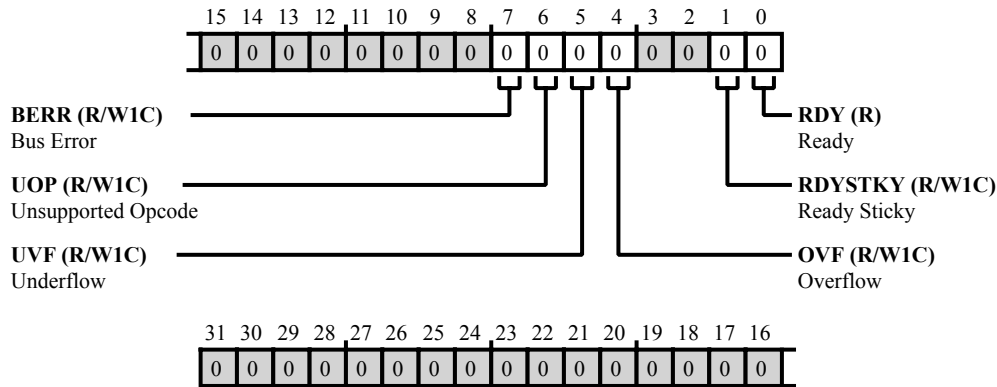 15 14 13 12 11 10 9 8 7 6 5 4 3 2 1 0
0 0 0 0 0 0 0 0 0 0 0 0 0 0 0 0
BERR (R/W1C)
Bus Error
RDY (R)
Ready
UOP (R/W1C)
Unsupported Opcode
RDYSTKY (R/W1C)
Ready Sticky
UVF (R/W1C)
Underflow
OVF (R/W1C)
Overflow
31 30 29 28 27 26 25 24 23 22 21 20 19 18 17 16
0 0 0 0 0 0 0 0 0 0 0 0 0 0 0 0